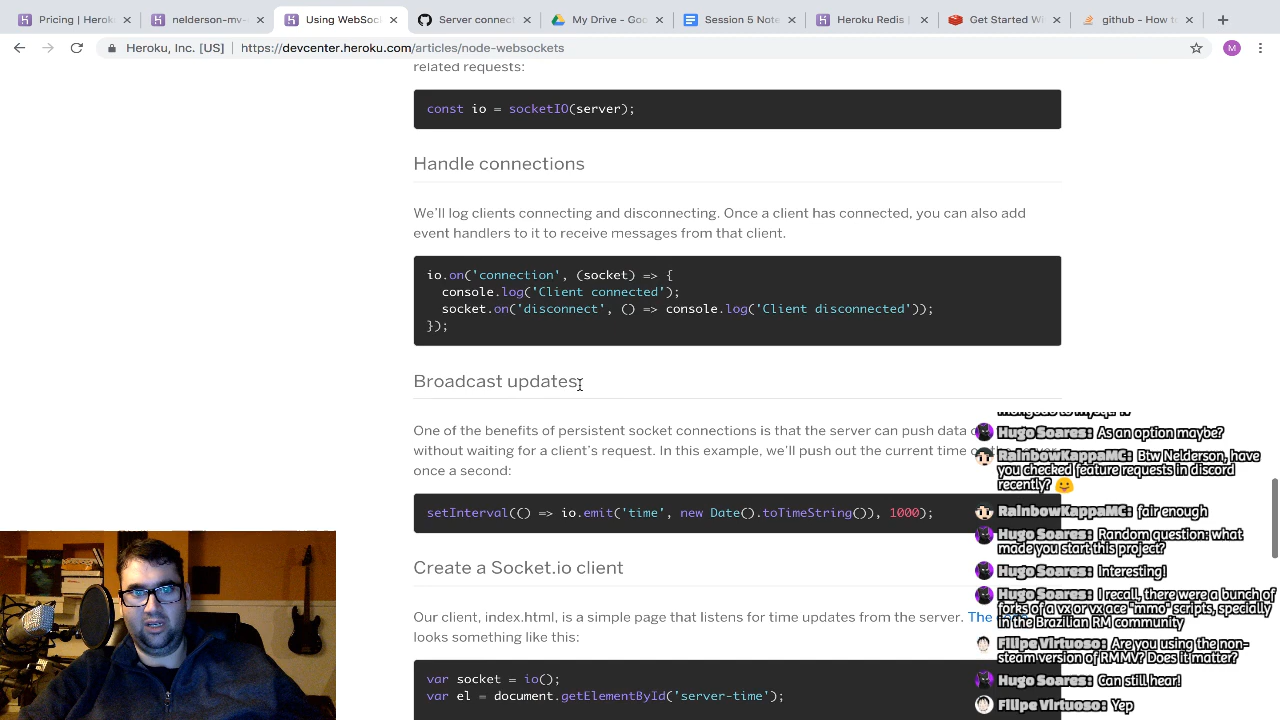 Pricing | Heroku
nelderson-mv-
Using WebSoc
Server connect
My Drive - Goo
Session 5 Note
Heroku Redis |
Get Started Wi
github - How to
Heroku, Inc. [US]
https://devcenter.heroku.com/articles/node-websockets
M
related requests:
const io = socketIO(server);
Handle connections
We'll log clients connecting and disconnecting. Once a client has connected, you can also add
event handlers to it to receive messages from that client.
io.on('connection', (socket) => {
console.log('Client connected');
socket.on('disconnect', () => console.log('Client disconnected'));
});
Broadcast updates
One of the benefits of persistent socket connections is that the server can push data
without waiting for a client's request. In this example, we'll push out the current time
once a second:
setInterval(() => io.emit('time', new Date().toTimeString()), 1000);
Create a Socket.io client
Our client, index.html, is a simple page that listens for time updates from the server. The
looks something like this:
var socket = io();
var el = document.getElementById('server-time');
Hugo Soares: As an option maybe?
RainbowKappaMC: Btw Nelderson, have
you checked feature requests in discord
recently? 🤗
RainbowKappaMC: fair enough
Hugo Soares: Random question: what
made you start this project?
Hugo Soares: Interesting!
Hugo Soares: I recall, there were a bunch of
forks of a vx or vx ace "mmo" scripts, specially
in the Brazilian RM community
Filipe Virtuoso: Are you using the non-
steam version of RMMV? Does it matter?
Hugo Soares: Can still hear!
Filipe Virtuoso: Yep